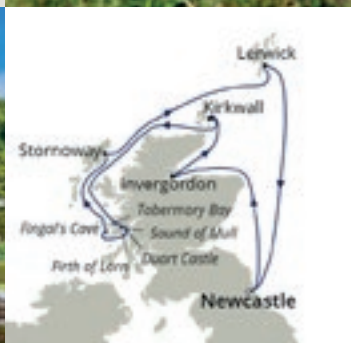 Lerwick
Kirkwall
Stornoway
Invergordon
Tobermory Bay
Fingal's Cave
Sound of Mull
Duart Castle
Firth of Lorn
Newcastle